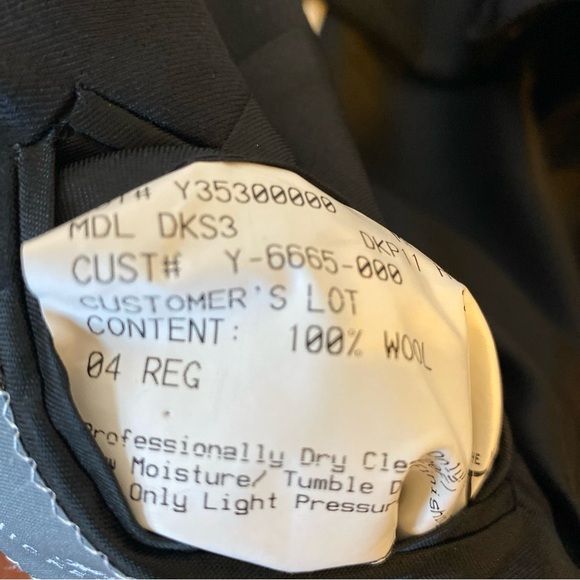 # Y35300000
MDL DKS3 DKP11
CUST# Y-6665-000
CUSTOMER'S LOT
CONTENT: 100% WOOL
04 REG
Professionally Dry Cle
w Moisture/ Tumble D
Only Light Pressur